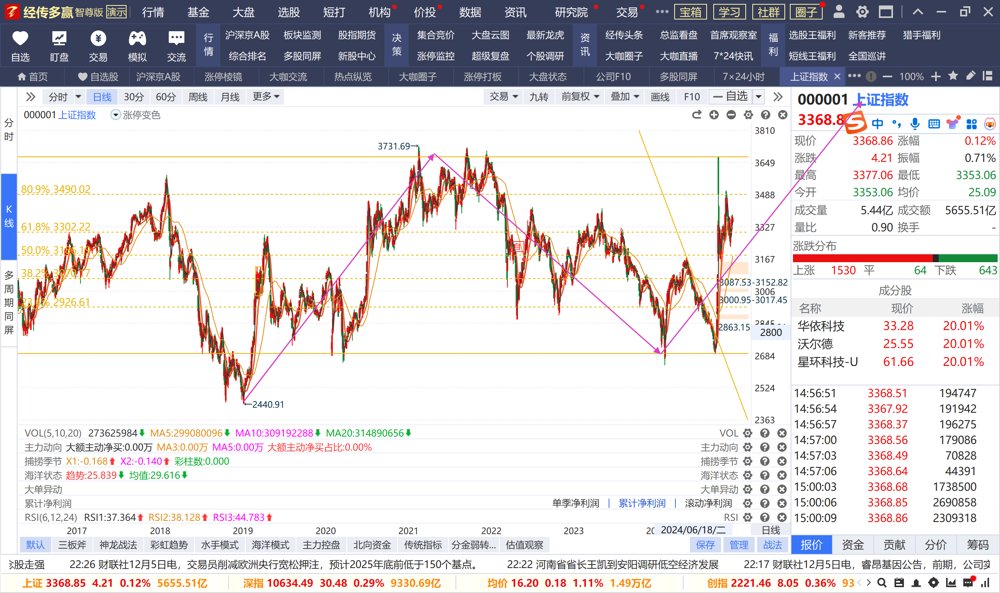 经传多赢 智尊版 演示 行情 基金 大盘 选股 短打 机构 价投 数据 资讯 研究院 交易 宝箱 学习 社群 圈子
自选 盯盘 交易 模拟 交流
行情 沪深京A股 板块监测 股指期货 决策 集合竞价 大盘云图 最新龙虎 资讯 经传头条 总监看盘 首席观察室 福利 选股王福利 新客推荐 猎手福利
综合排名 多股同屏 新股中心 涨停监控 超级复盘 个股调研 大咖圈子 大咖直播 7*24快讯 短线王福利 全国巡讲
首页 自选股 沪深京A股 涨停棱镜 大咖交流 热点纵览 大咖圈子 涨停打板 大盘状态 公司F10 多股同屏 7×24小时 上证指数 100%
分时 日线 30分 60分 周线 月线 更多 交易 九转 前复权 叠加 画线 F10 自选
分时
K线
多周期同屏
000001 上证指数 涨停变色
3731.69
2440.91
80.9% 3490.02
61.8% 3302.22
50.0% 3186.19
38.2% 3070.17
23.6% 2926.61
自
3810
3649
3488
3327
3167
3087.53-3152.82
3006
3000.95-3017.45
2845
2863.15
2800
2684
2524
2363
VOL(5,10,20) 273625984 MA5:299080096 MA10:309192288 MA20:314890656 VOL
主力动向 大额主动净买:0.00万 MA3:0.00万 MA5:0.00万 大额主动净买占比:0.00% 主力动向
捕捞季节 X1:-0.168 X2:-0.140 彩柱数:0.000 捕捞季节
海洋状态 趋势:25.839 均值:29.616 海洋状态
大单异动 大单异动
累计净利润 单季净利润 | 累计净利润 | 滚动净利润
RSI(6,12,24) RSI1:37.364 RSI2:38.128 RSI3:44.783 RSI
2017 2018 2019 2020 2021 2022 2023 20 2024/06/18/二 日线
默认 三板斧 神龙战法 彩虹趋势 水手模式 海洋模式 主力控盘 北向资金 传统指标 分金弱转... 估值观察 保存 管理 战法
000001 上证指数
3368.8 中
现价 3368.86 涨幅 0.12%
涨跌 4.21 振幅 0.71%
最高 3377.06 最低 3353.06
今开 3353.06 均价 25.09
成交量 5.44亿 成交额 5655.51亿
量比 0.90 换手 -
涨跌分布
上涨 1530 平 64 下跌 643
成分股
名称 现价 涨幅
华依科技 33.28 20.01%
沃尔德 25.55 20.01%
星环科技-U 61.66 20.01%
14:56:51 3368.51 194747
14:56:54 3367.92 191942
14:56:57 3368.37 196275
14:57:00 3368.56 179086
14:57:03 3368.49 70828
14:57:06 3368.64 44391
15:00:03 3368.68 1738500
15:00:06 3368.85 2690858
15:00:09 3368.86 2309318
报价 资金 贡献 分价 筹码
念股走强 22:26 财联社12月5日电，交易员削减欧洲央行宽松押注，预计2025年底前低于150个基点。 22:22 河南省省长王凯到安阳调研低空经济发展 22:17 财联社12月5日电，睿昂基因公告，前期，公司实
上证 3368.85 4.21 0.12% 5655.51亿 深指 10634.49 30.48 0.29% 9330.69亿 均价 16.20 0.18 1.11% 1.49万亿 创指 2221.46 8.05 0.36% 93